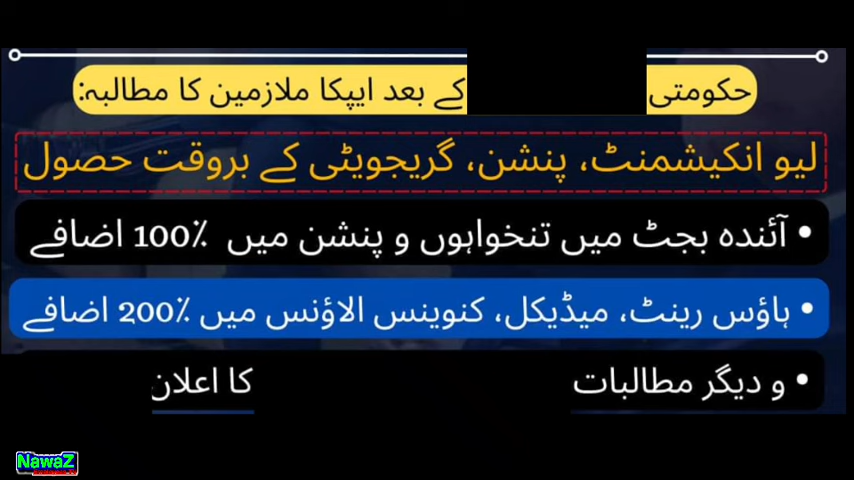 حکومتی کے بعد ایپکا ملازمین کا مطالبہ:
لیو انکیشمنٹ، پنشن، گریجویٹی کے بروقت حصول
• آئندہ بجٹ میں تنخواہوں و پنشن میں 100٪ اضافے
• ہاؤس رینٹ، میڈیکل، کنوینس الاؤنس میں 200٪ اضافے
• و دیگر مطالبات کا اعلان
NawaZ